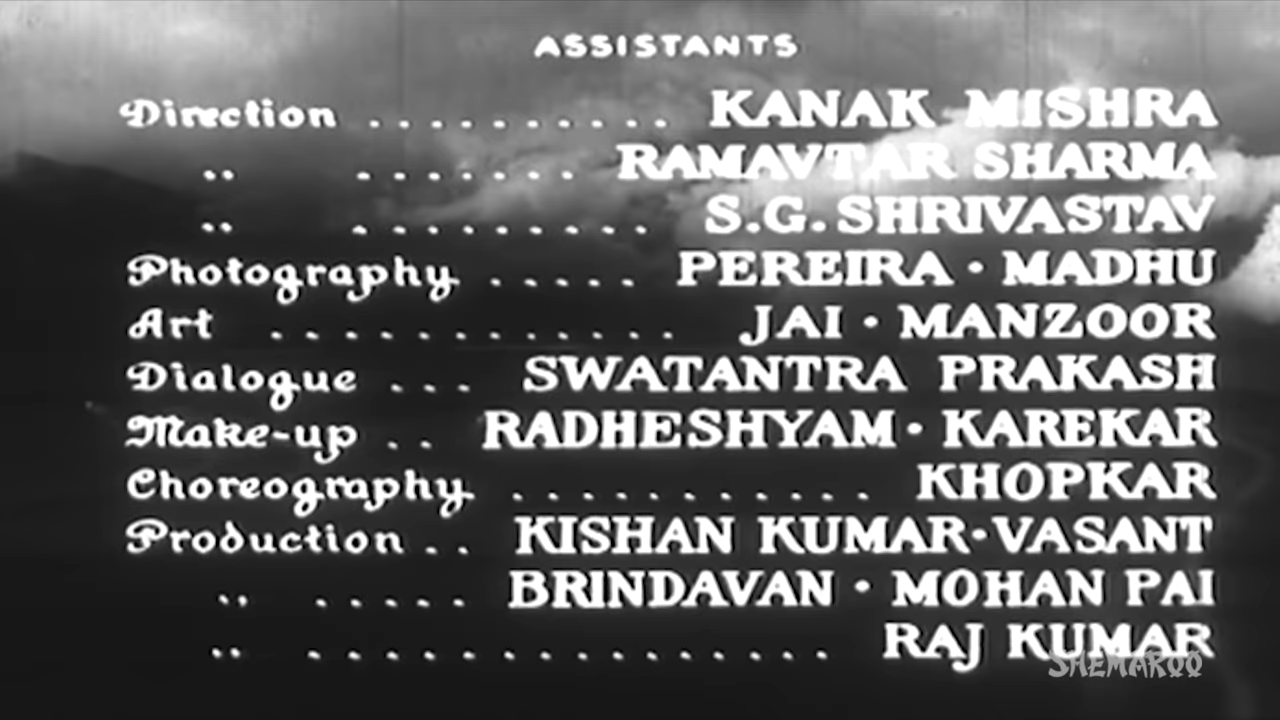 ASSISTANTS
Direction .......... KANAK MISHRA
,, ....... RAMAVTAR SHARMA
,, ......... S.G. SHRIVASTAV
Photography ..... PEREIRA · MADHU
Art ............ JAI · MANZOOR
Dialogue ... SWATANTRA PRAKASH
Make-up .. RADHESHYAM · KAREKAR
Choreography ........... KHOPKAR
Production .. KISHAN KUMAR · VASANT
,, ..... BRINDAVAN · MOHAN PAI
,, ................ RAJ KUMAR
SHEMAROO